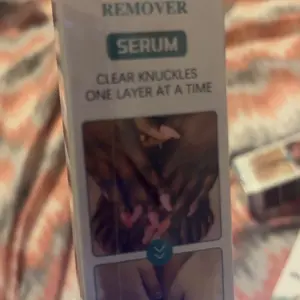 REMOVER
SERUM
CLEAR KNUCKLES
ONE LAYER AT A TIME